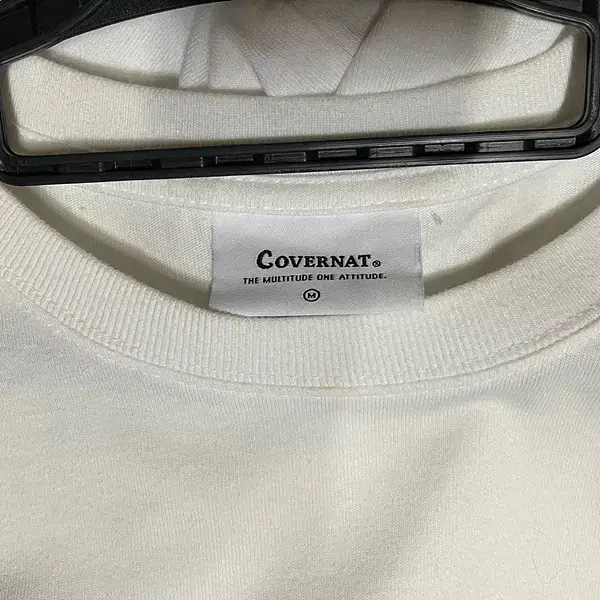 COVERNAT®
THE MULTITUDE ONE ATTITUDE.
M